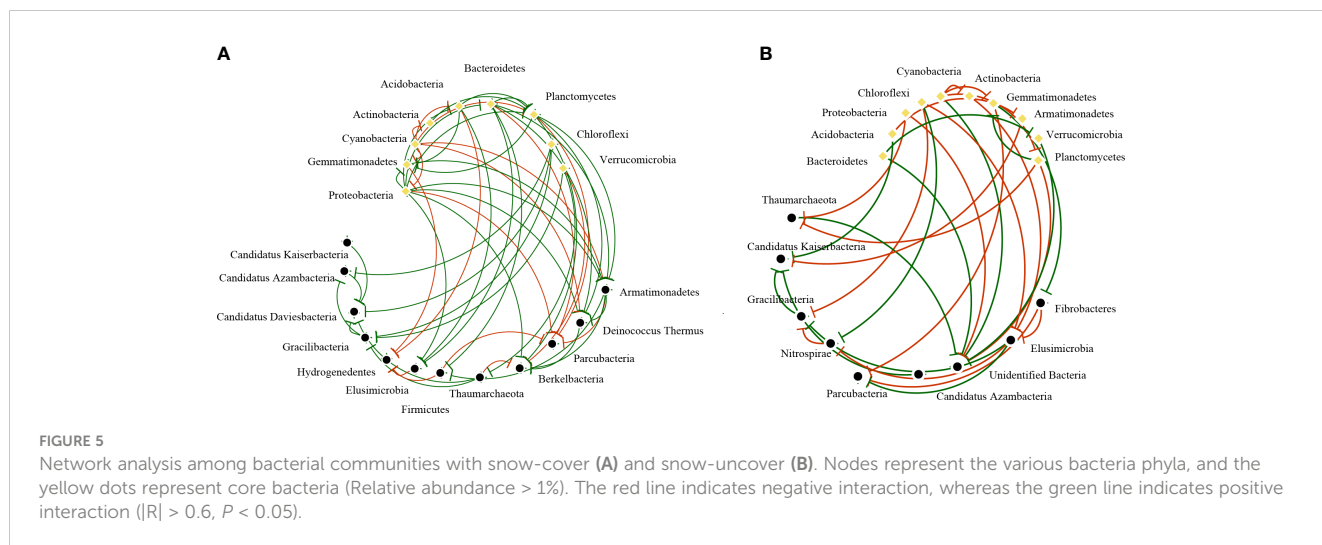 A
Bacteroidetes
Acidobacteria
Planctomycetes
Actinobacteria
Chloroflexi
Cyanobacteria
Verrucomicrobia
Gemmatimonadetes
Proteobacteria
Candidatus Kaiserbacteria
Candidatus Azambacteria
Armatimonadetes
Candidatus Daviesbacteria
Deinococcus Thermus
Gracilibacteria
Parcubacteria
Hydrogenedentes
Berkelbacteria
Elusimicrobia
Thaumarchaeota
Firmicutes
B
Cyanobacteria
Actinobacteria
Chloroflexi
Gemmatimonadetes
Proteobacteria
Armatimonadetes
Acidobacteria
Verrucomicrobia
Bacteroidetes
Planctomycetes
Thaumarchaeota
Candidatus Kaiserbacteria
Gracilibacteria
Fibrobacteres
Nitrospirae
Elusimicrobia
Unidentified Bacteria
Parcubacteria
Candidatus Azambacteria
FIGURE 5
Network analysis among bacterial communities with snow-cover (A) and snow-uncover (B). Nodes represent the various bacteria phyla, and the
yellow dots represent core bacteria (Relative abundance > 1%). The red line indicates negative interaction, whereas the green line indicates positive
interaction (|R| > 0.6, P < 0.05).